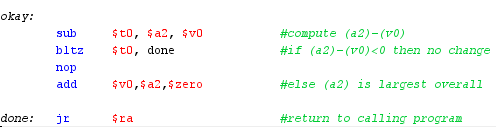 okay:
sub $t0, $a2, $v0 #compute (a2)-(v0)
bltz $t0, done #if (a2)-(v0)<0 then no change
nop
add $v0,$a2,$zero #else (a2) is largest overall
done: jr $ra #return to calling program